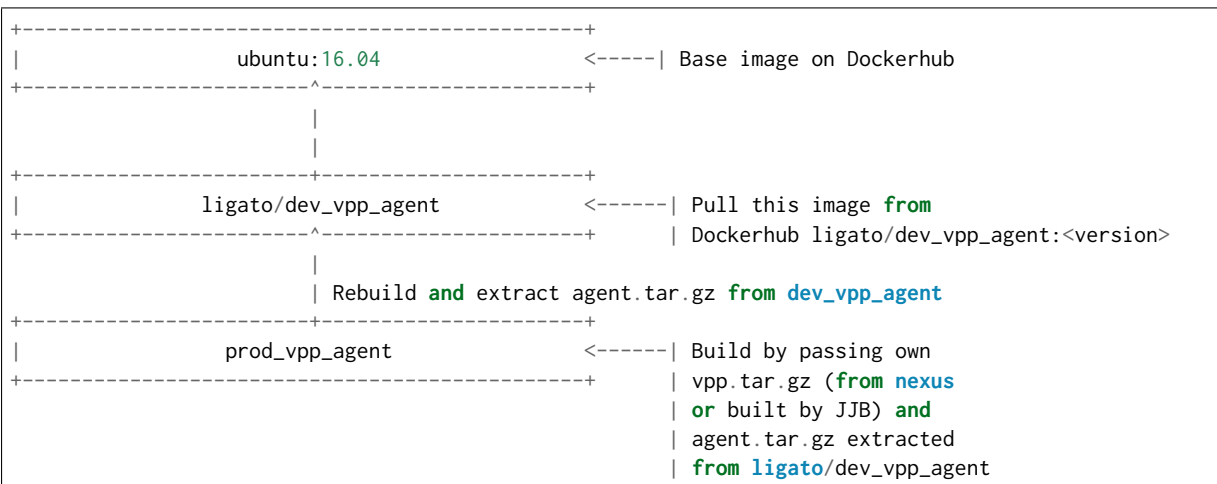 +-----------------------------------------------+
|                  ubuntu:16.04                 <-----| Base image on Dockerhub
+------------------------^----------------------+
                         |
                         |
+------------------------+----------------------+
|               ligato/dev_vpp_agent            <------| Pull this image from
+------------------------^----------------------+      | Dockerhub ligato/dev_vpp_agent:<version>
                         |
                         | Rebuild and extract agent.tar.gz from dev_vpp_agent
+------------------------+----------------------+
|                 prod_vpp_agent                <------| Build by passing own
+-----------------------------------------------+      | vpp.tar.gz (from nexus
                                                       | or built by JJB) and
                                                       | agent.tar.gz extracted
                                                       | from ligato/dev_vpp_agent